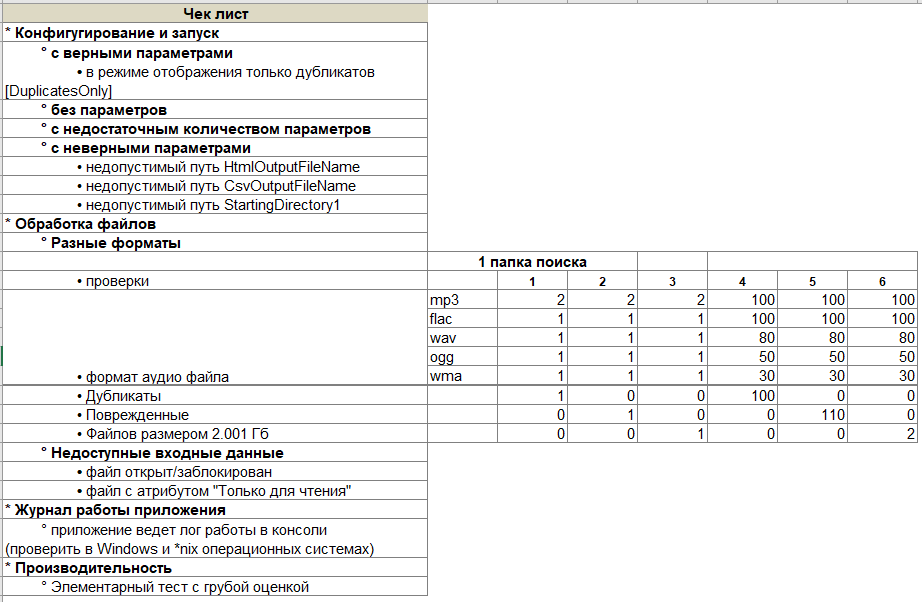 Чек лист
* Конфигугирование и запуск
° с верными параметрами
• в режиме отображения только дубликатов
[DuplicatesOnly]
° без параметров
° с недостаточным количеством параметров
° с неверными параметрами
• недопустимый путь HtmlOutputFileName
• недопустимый путь CsvOutputFileName
• недопустимый путь StartingDirectory1
* Обработка файлов
° Разные форматы
1 папка поиска
• проверки 1 2 3 4 5 6
mp3 2 2 2 100 100 100
flac 1 1 1 100 100 100
wav 1 1 1 80 80 80
ogg 1 1 1 50 50 50
• формат аудио файла wma 1 1 1 30 30 30
• Дубликаты 1 0 0 100 0 0
• Поврежденные 0 1 0 0 110 0
• Файлов размером 2.001 Гб 0 0 1 0 0 2
° Недоступные входные данные
• файл открыт/заблокирован
• файл с атрибутом "Только для чтения"
* Журнал работы приложения
° приложение ведет лог работы в консоли
(проверить в Windows и *nix операционных системах)
* Производительность
° Элементарный тест с грубой оценкой